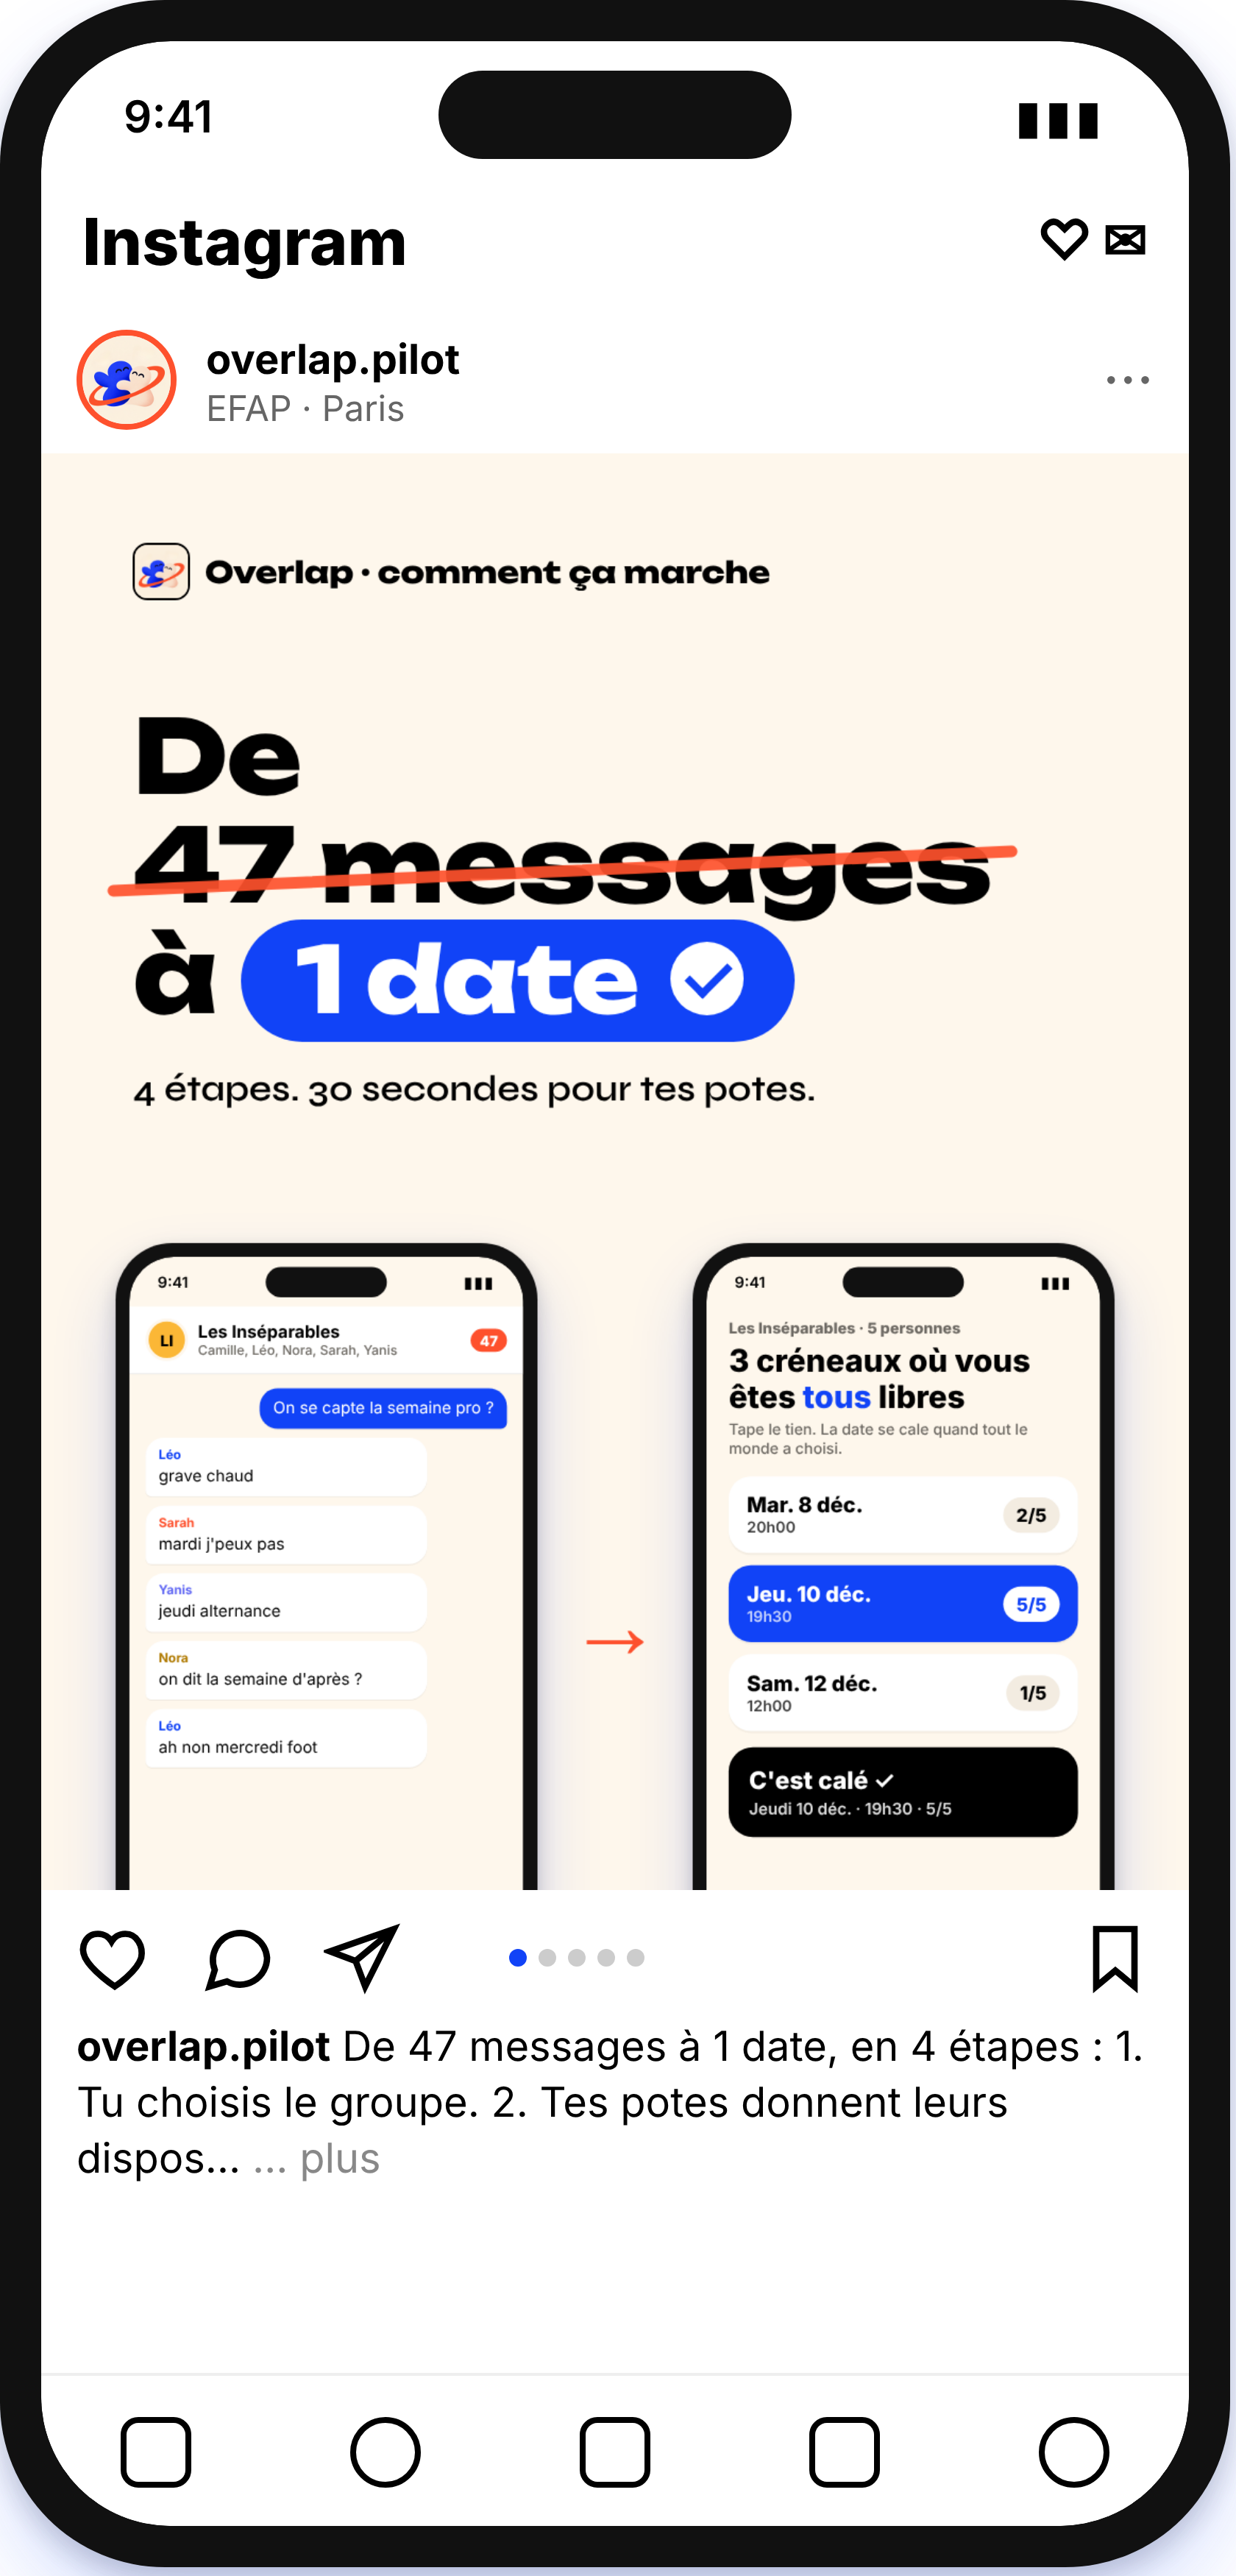 9:41
Instagram
overlap.pilot
EFAP · Paris
Overlap · comment ça marche
De
47 messages
à 1 date
4 étapes. 30 secondes pour tes potes.
9:41
LI
Les Inséparables
Camille, Léo, Nora, Sarah, Yanis
47
On se capte la semaine pro ?
Léo
grave chaud
Sarah
mardi j'peux pas
Yanis
jeudi alternance
Nora
on dit la semaine d'après ?
Léo
ah non mercredi foot
→
9:41
Les Inséparables · 5 personnes
3 créneaux où vous
êtes tous libres
Tape le tien. La date se cale quand tout le
monde a choisi.
Mar. 8 déc.
20h00
2/5
Jeu. 10 déc.
19h30
5/5
Sam. 12 déc.
12h00
1/5
C'est calé ✓
Jeudi 10 déc. · 19h30 · 5/5
overlap.pilot De 47 messages à 1 date, en 4 étapes : 1.
Tu choisis le groupe. 2. Tes potes donnent leurs
dispos... ... plus